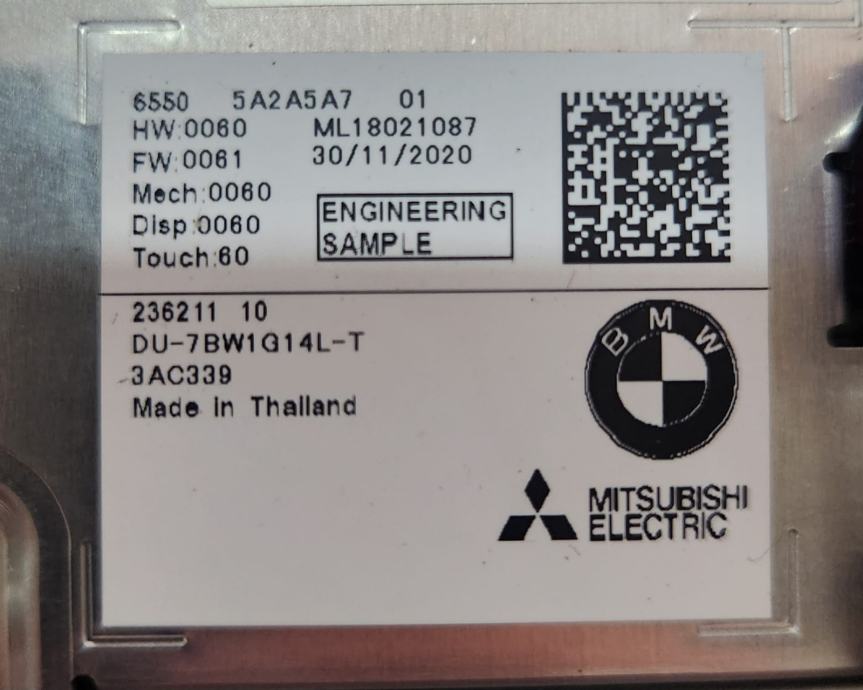 6550 5A2A5A7 01
HW:0060 ML18021087
FW:0061 30/11/2020
Mech:0060
Disp:0060
Touch:60
ENGINEERING
SAMPLE
236211 10
DU-7BW1G14L-T
3AC339
Made in Thailand
BMW
MITSUBISHI
ELECTRIC